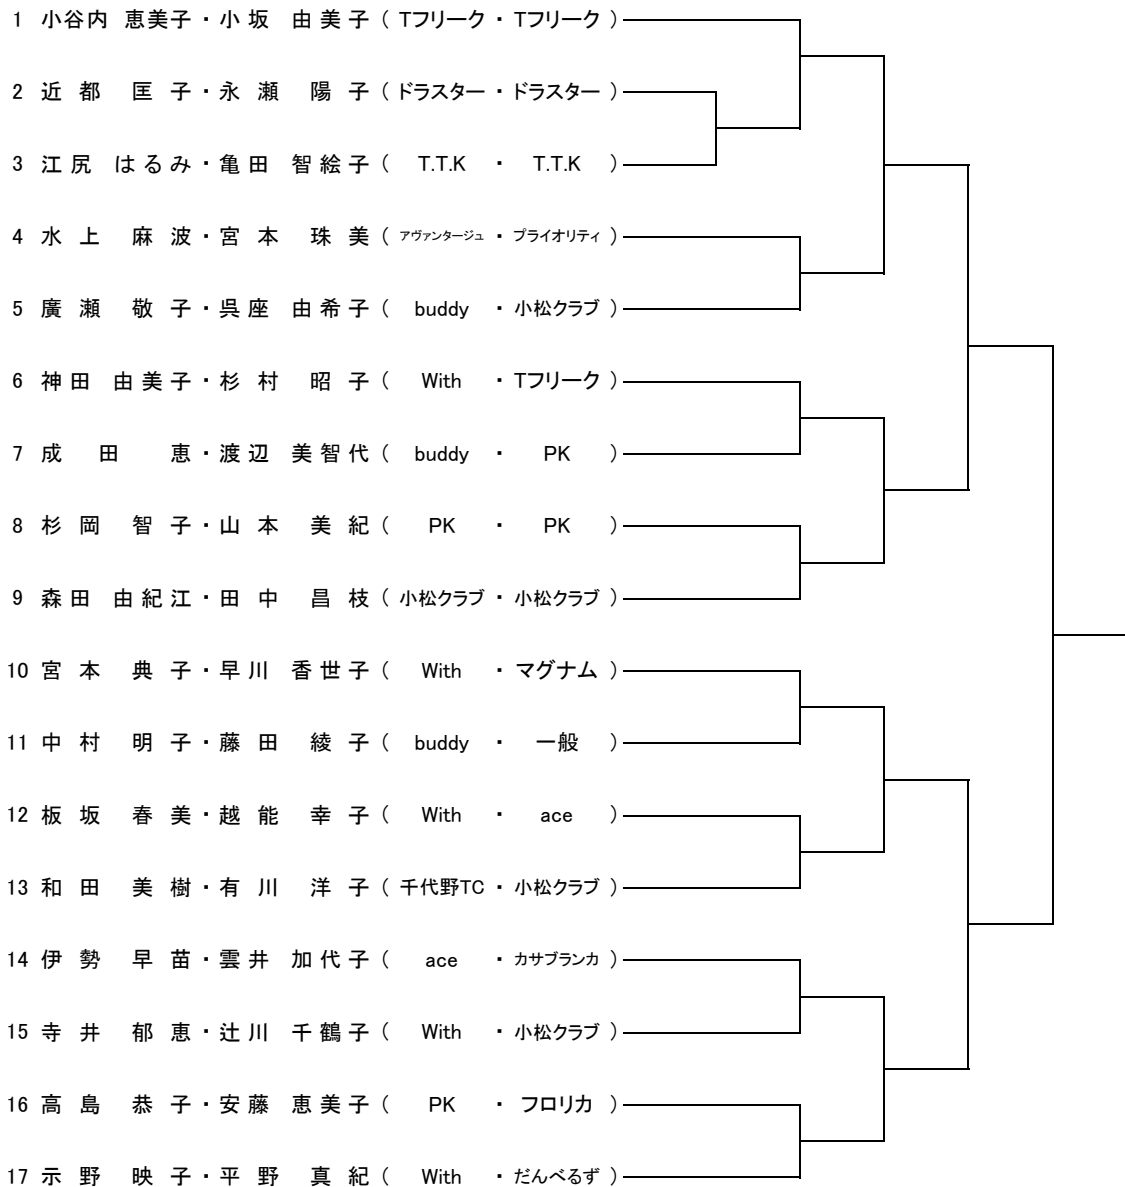 1 小谷内 恵美子・小坂 由美子（ Tフリーク ・ Tフリーク ）
2 近都 匡子・永瀬 陽子（ ドラスター ・ ドラスター ）
3 江尻 はるみ・亀田 智絵子（ T.T.K ・ T.T.K ）
4 水上 麻波・宮本 珠美（ アヴァンタージュ ・ プライオリティ ）
5 廣瀬 敬子・呉座 由希子（ buddy ・ 小松クラブ ）
6 神田 由美子・杉村 昭子（ With ・ Tフリーク ）
7 成田 恵・渡辺 美智代（ buddy ・ PK ）
8 杉岡 智子・山本 美紀（ PK ・ PK ）
9 森田 由紀江・田中 昌枝（ 小松クラブ ・ 小松クラブ ）
10 宮本 典子・早川 香世子（ With ・ マグナム ）
11 中村 明子・藤田 綾子（ buddy ・ 一般 ）
12 板坂 春美・越能 幸子（ With ・ ace ）
13 和田 美樹・有川 洋子（ 千代野TC ・ 小松クラブ ）
14 伊勢 早苗・雲井 加代子（ ace ・ カサブランカ ）
15 寺井 郁恵・辻川 千鶴子（ With ・ 小松クラブ ）
16 高島 恭子・安藤 恵美子（ PK ・ フロリカ ）
17 示野 映子・平野 真紀（ With ・ だんべるず ）